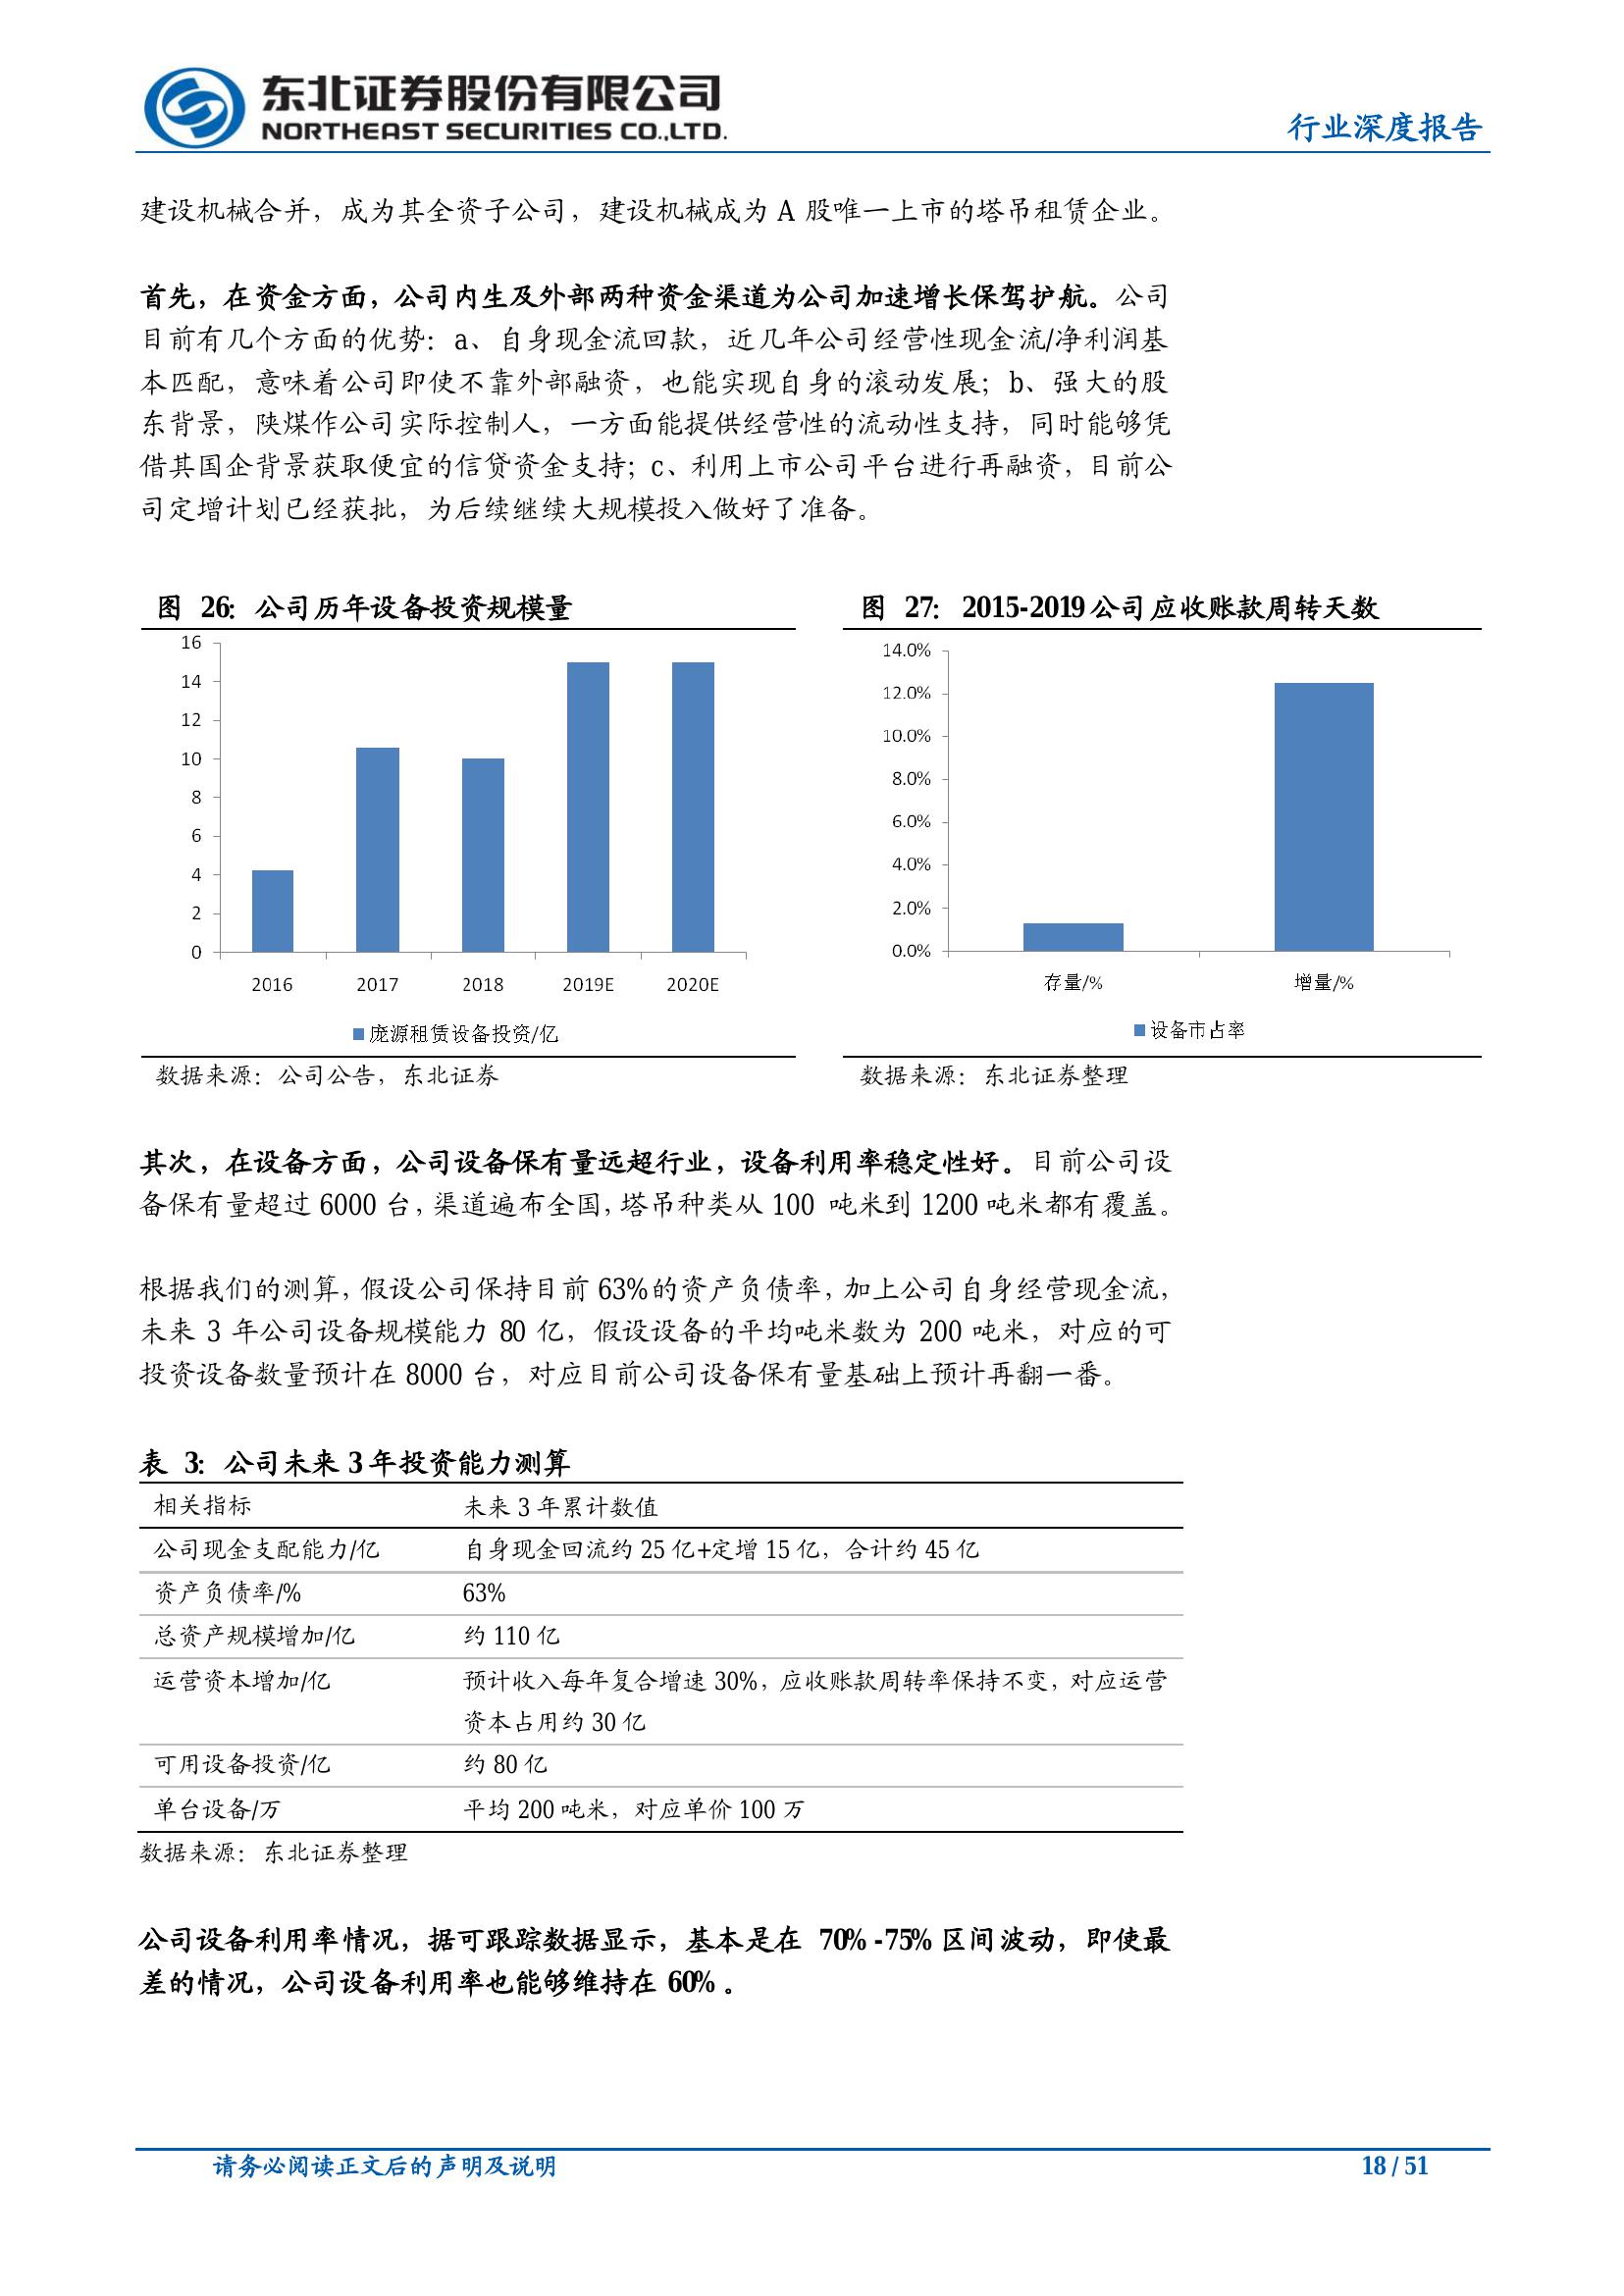 东北证券股份有限公司
NORTHEAST SECURITIES CO.,LTD.
行业深度报告
建设机械合并，成为其全资子公司，建设机械成为 A 股唯一上市的塔吊租赁企业。
首先，在资金方面，公司内生及外部两种资金渠道为公司加速增长保驾护航。公司
目前有几个方面的优势：a、自身现金流回款，近几年公司经营性现金流/净利润基
本匹配，意味着公司即使不靠外部融资，也能实现自身的滚动发展；b、强大的股
东背景，陕煤作公司实际控制人，一方面能提供经营性的流动性支持，同时能够凭
借其国企背景获取便宜的信贷资金支持；c、利用上市公司平台进行再融资，目前公
司定增计划已经获批，为后续继续大规模投入做好了准备。
图 26：公司历年设备投资规模量
16
14
12
10
8
6
4
2
0
2016 2017 2018 2019E 2020E
庞源租赁设备投资/亿
数据来源：公司公告，东北证券
图 27： 2015-2019 公司应收账款周转天数
14.0%
12.0%
10.0%
8.0%
6.0%
4.0%
2.0%
0.0%
存量/% 增量/%
设备市占率
数据来源：东北证券整理
其次，在设备方面，公司设备保有量远超行业，设备利用率稳定性好。目前公司设
备保有量超过 6000 台，渠道遍布全国，塔吊种类从 100 吨米到 1200 吨米都有覆盖。
根据我们的测算，假设公司保持目前 63%的资产负债率，加上公司自身经营现金流，
未来 3 年公司设备规模能力 80 亿，假设设备的平均吨米数为 200 吨米，对应的可
投资设备数量预计在 8000 台，对应目前公司设备保有量基础上预计再翻一番。
表 3：公司未来 3 年投资能力测算
相关指标 未来 3 年累计数值
公司现金支配能力/亿 自身现金回流约 25 亿+定增 15 亿，合计约 45 亿
资产负债率/% 63%
总资产规模增加/亿 约 110 亿
运营资本增加/亿 预计收入每年复合增速 30%，应收账款周转率保持不变，对应运营
资本占用约 30 亿
可用设备投资/亿 约 80 亿
单台设备/万 平均 200 吨米，对应单价 100 万
数据来源：东北证券整理
公司设备利用率情况，据可跟踪数据显示，基本是在 70%-75%区间波动，即使最
差的情况，公司设备利用率也能够维持在 60%。
请务必阅读正文后的声明及说明
18 / 51